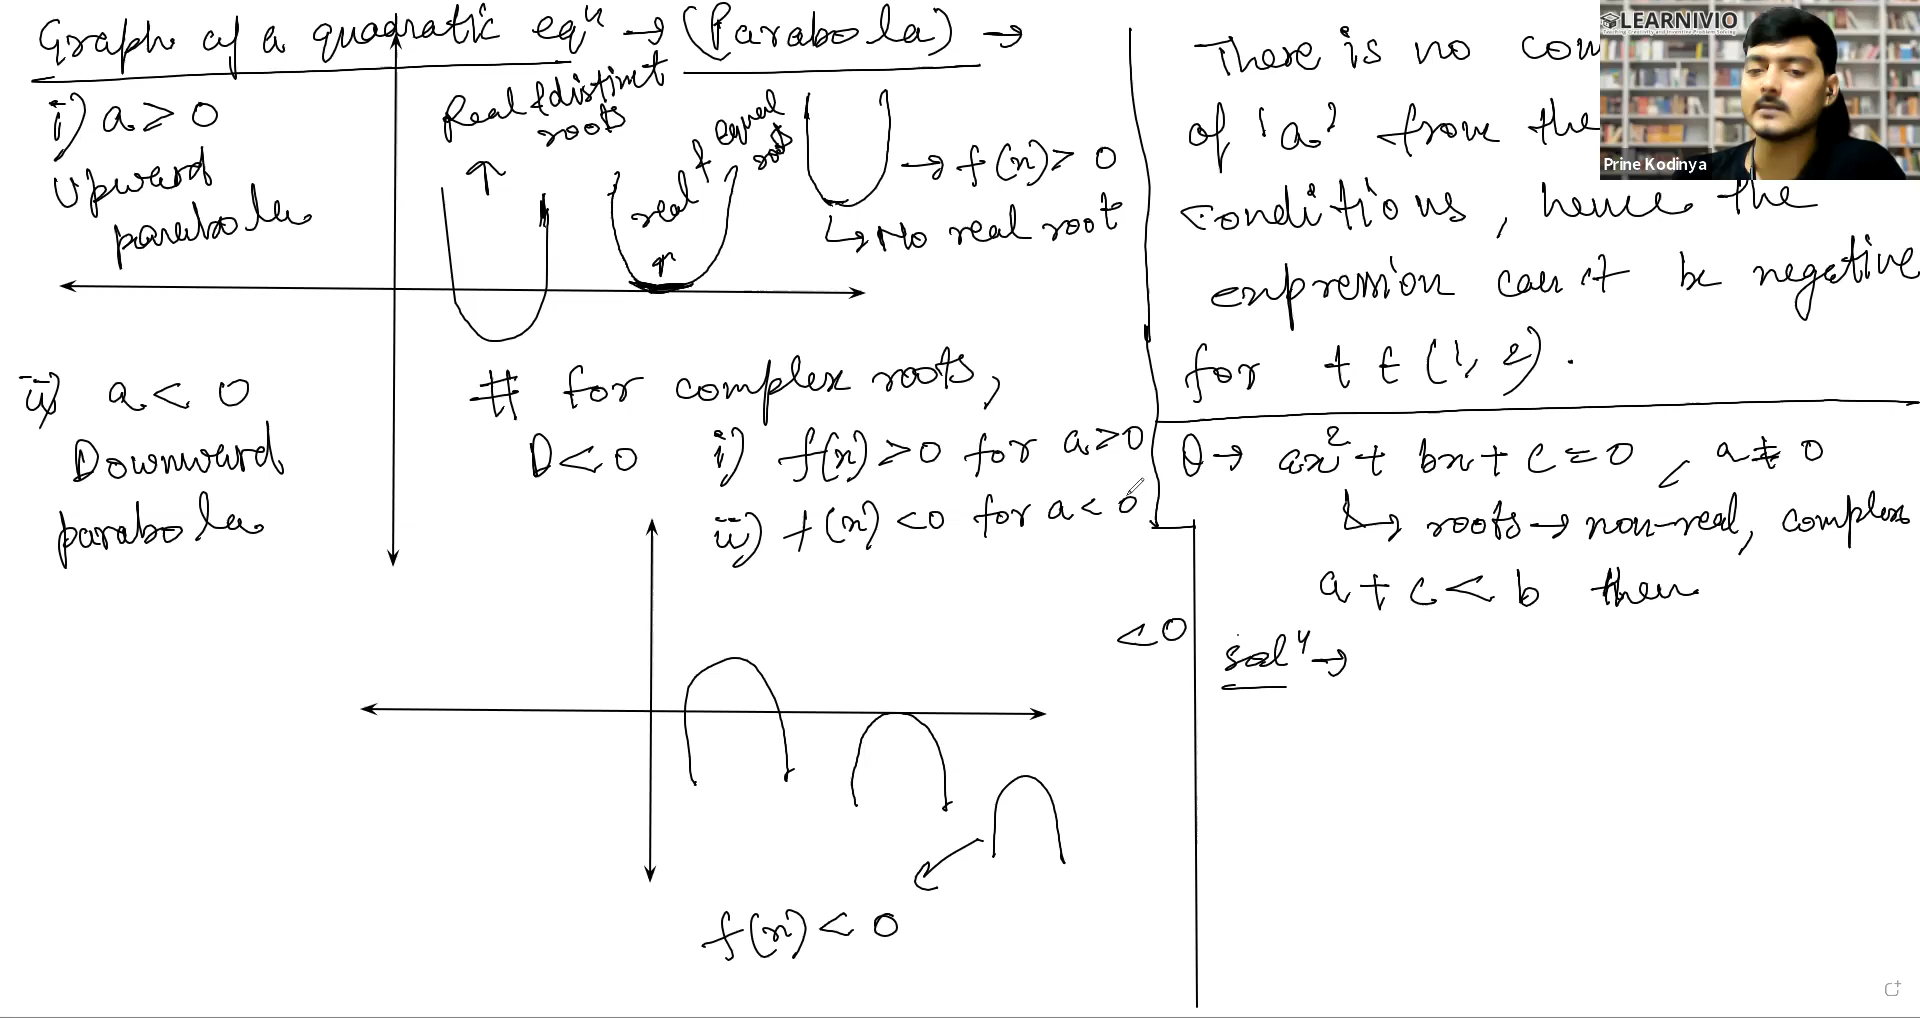 Graph of a quadratic eqⁿ → (Parabola) →
i) a > 0
Upward
parabola
Real & distinct
roots
real & equal
roots
→ f(x) > 0
↳ No real root
ii) a < 0
Downward
parabola
# for complex roots,
D < 0 i) f(x) > 0 for a > 0
ii) f(x) < 0 for a < 0
< 0
f(x) < 0
There is no
of 'a' from the
conditions, hence the
expression can't be negative
for t ∈ (1, 2).
Q → ax² + bx + c = 0, a ≠ 0
↳ roots → non-real, complex
a + c < b then
solⁿ →
LEARNIVIO
Prine Kodinya